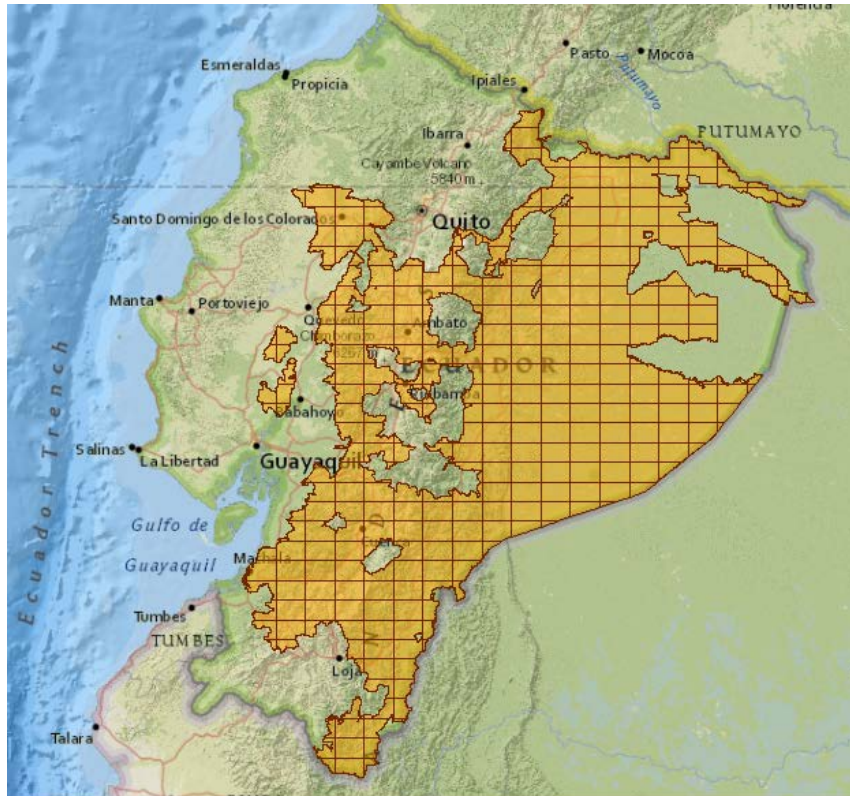 Florencia
Pasto
Mocoa
Esmeraldas
Propicia
Ipiales
Putumayo
PUTUMAYO
Ibarra
Cayambe Volcano
5840 m
Santo Domingo de los Colorados
Quito
Manta
Portoviejo
Quevedo
Ambato
Chimborazo
ECUADOR
Riobamba
Babahoyo
Salinas
La Libertad
Guayaquil
Ecuador Trench
Gulfo de
Guayaquil
Cuenca
Machala
Tumbes
TUMBES
Loja
Talara